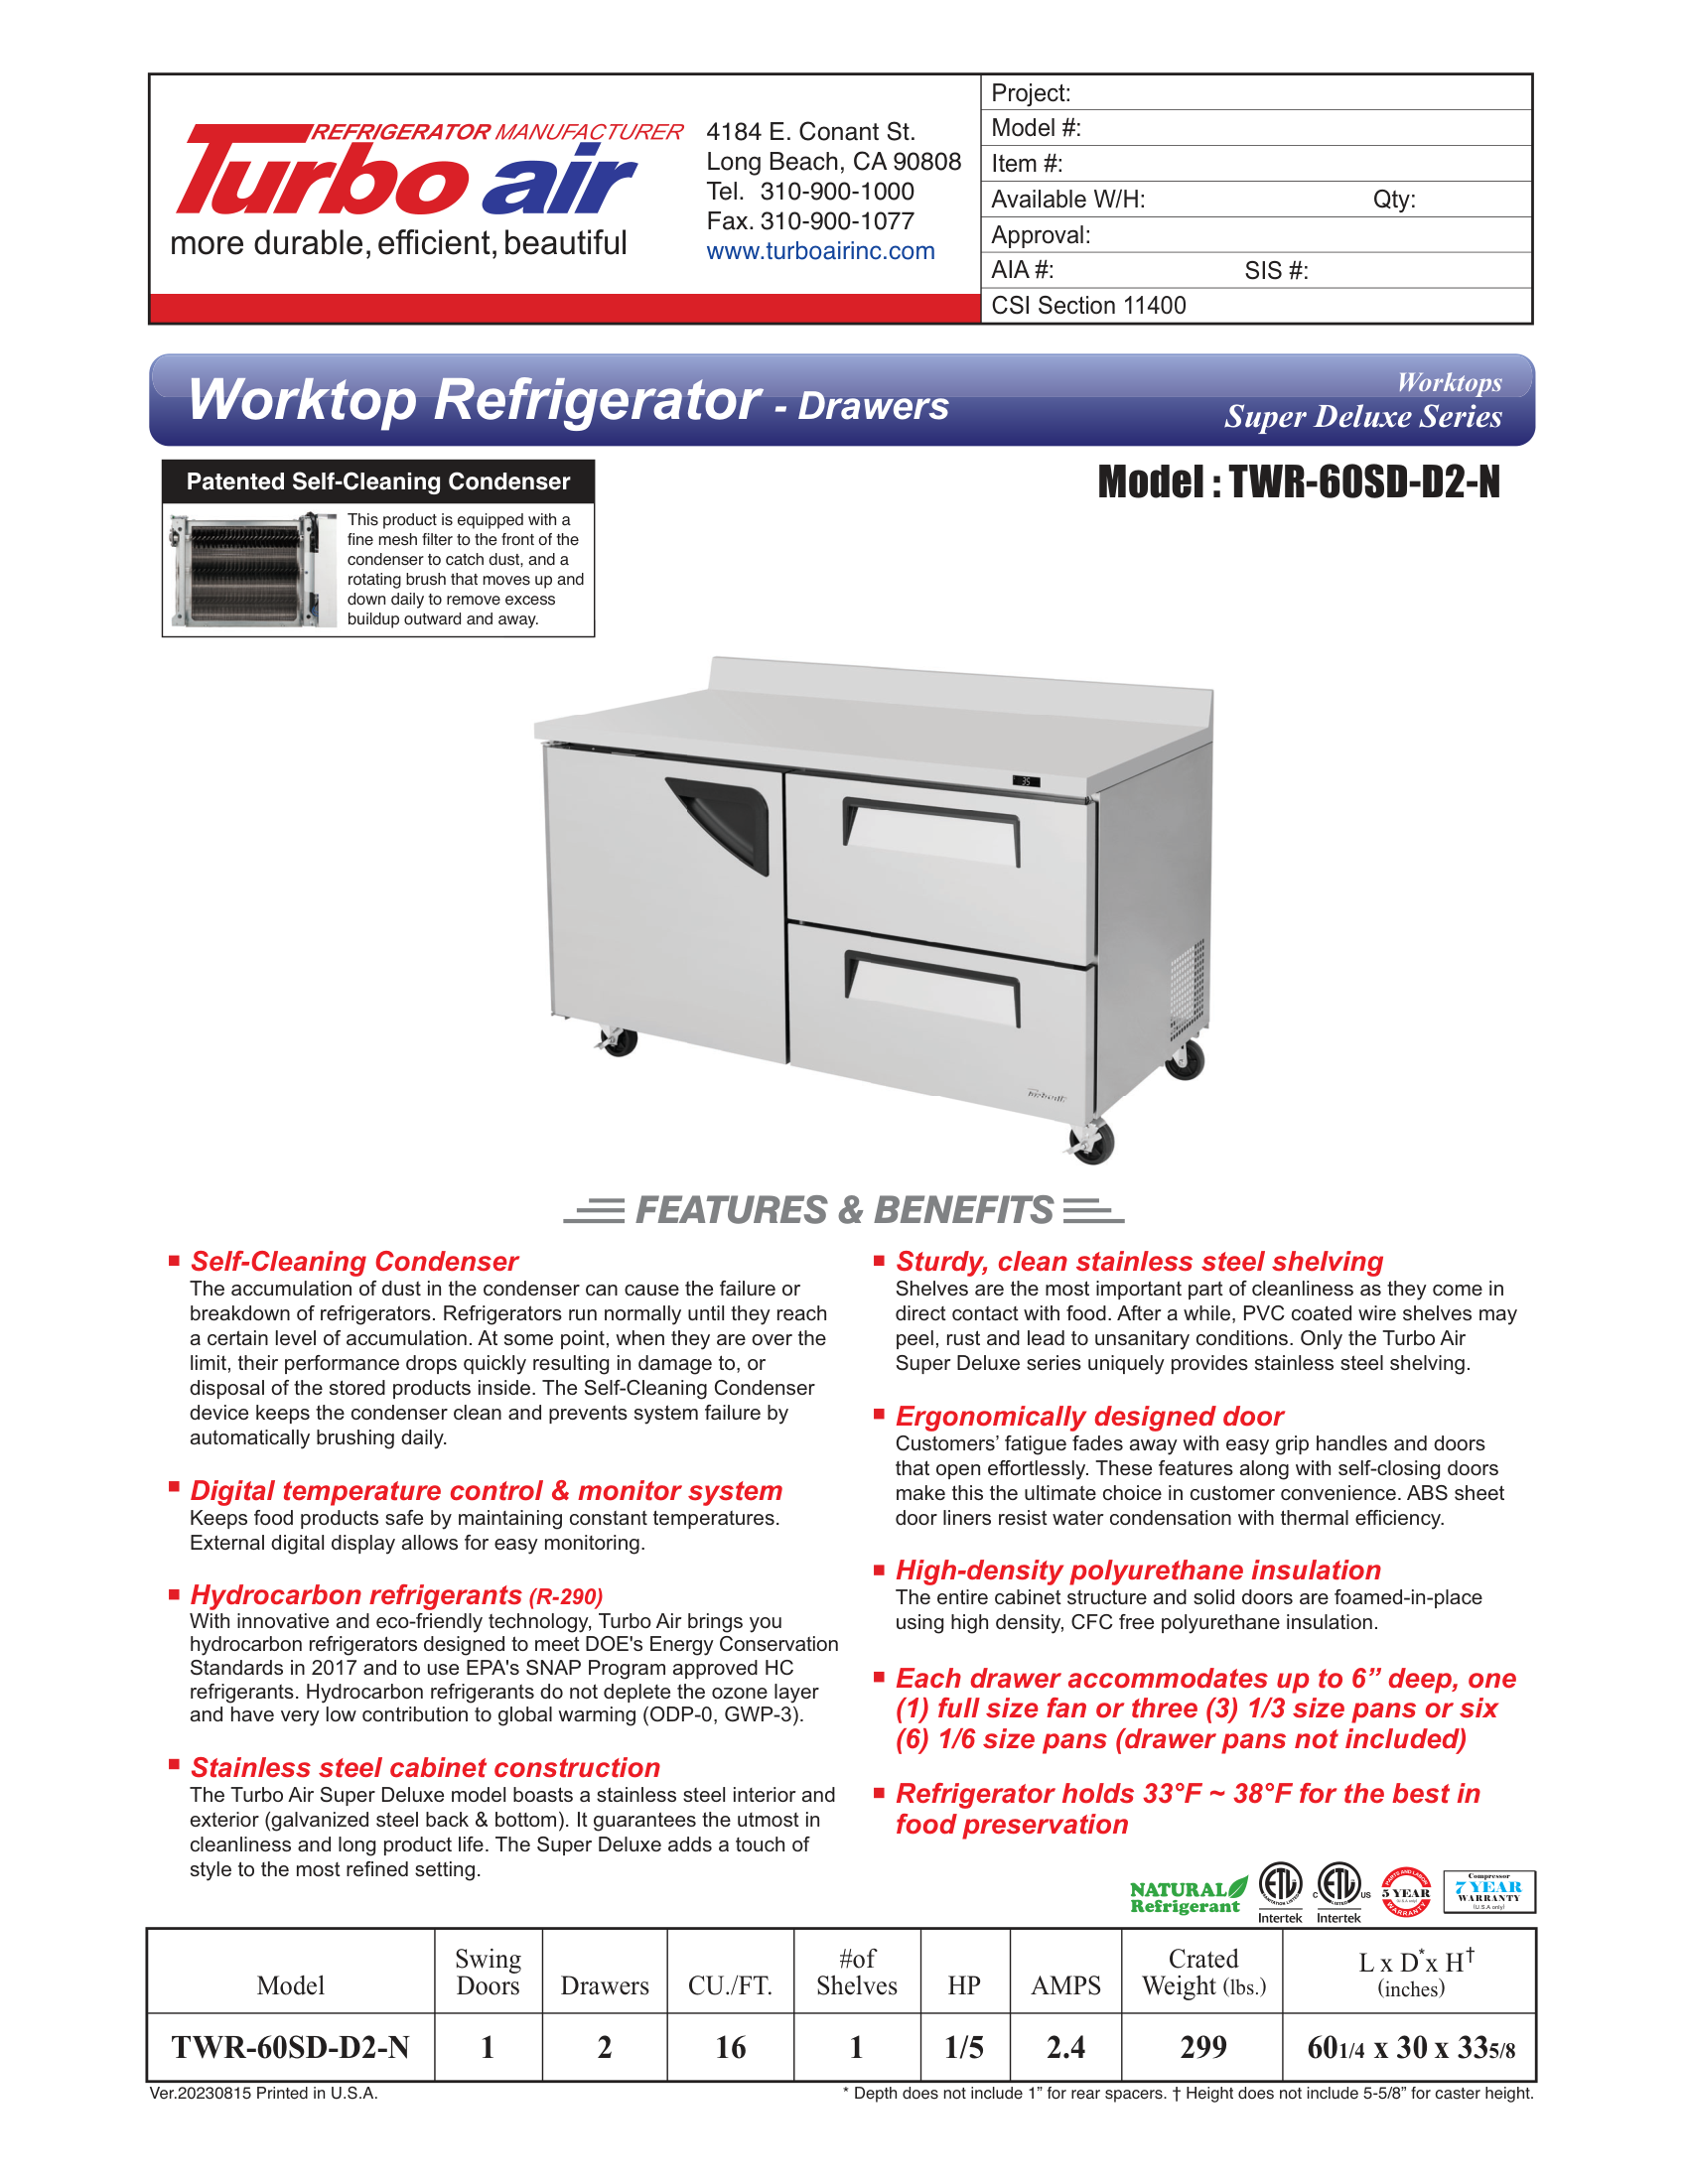 REFRIGERATOR MANUFACTURER
Turbo air
more durable, efficient, beautiful
4184 E. Conant St.
Long Beach, CA 90808
Tel. 310-900-1000
Fax. 310-900-1077
www.turboairinc.com
Project:
Model #:
Item #:
Available W/H: Qty:
Approval:
AIA #: SIS #:
CSI Section 11400
Worktop Refrigerator - Drawers
Worktops
Super Deluxe Series
Patented Self-Cleaning Condenser
This product is equipped with a
fine mesh filter to the front of the
condenser to catch dust, and a
rotating brush that moves up and
down daily to remove excess
buildup outward and away.
Model : TWR-60SD-D2-N
35
Turbo air
FEATURES & BENEFITS
Self-Cleaning Condenser
The accumulation of dust in the condenser can cause the failure or
breakdown of refrigerators. Refrigerators run normally until they reach
a certain level of accumulation. At some point, when they are over the
limit, their performance drops quickly resulting in damage to, or
disposal of the stored products inside. The Self-Cleaning Condenser
device keeps the condenser clean and prevents system failure by
automatically brushing daily.
Digital temperature control & monitor system
Keeps food products safe by maintaining constant temperatures.
External digital display allows for easy monitoring.
Hydrocarbon refrigerants (R-290)
With innovative and eco-friendly technology, Turbo Air brings you
hydrocarbon refrigerators designed to meet DOE's Energy Conservation
Standards in 2017 and to use EPA's SNAP Program approved HC
refrigerants. Hydrocarbon refrigerants do not deplete the ozone layer
and have very low contribution to global warming (ODP-0, GWP-3).
Stainless steel cabinet construction
The Turbo Air Super Deluxe model boasts a stainless steel interior and
exterior (galvanized steel back & bottom). It guarantees the utmost in
cleanliness and long product life. The Super Deluxe adds a touch of
style to the most refined setting.
Sturdy, clean stainless steel shelving
Shelves are the most important part of cleanliness as they come in
direct contact with food. After a while, PVC coated wire shelves may
peel, rust and lead to unsanitary conditions. Only the Turbo Air
Super Deluxe series uniquely provides stainless steel shelving.
Ergonomically designed door
Customers’ fatigue fades away with easy grip handles and doors
that open effortlessly. These features along with self-closing doors
make this the ultimate choice in customer convenience. ABS sheet
door liners resist water condensation with thermal efficiency.
High-density polyurethane insulation
The entire cabinet structure and solid doors are foamed-in-place
using high density, CFC free polyurethane insulation.
Each drawer accommodates up to 6” deep, one
(1) full size fan or three (3) 1/3 size pans or six
(6) 1/6 size pans (drawer pans not included)
Refrigerator holds 33°F ~ 38°F for the best in
food preservation
NATURAL
Refrigerant
ETL
SANITATION LISTED
Intertek
C ETL US
LISTED
Intertek
PARTS AND LABOR
5 YEAR
(U.S.A only)
WARRANTY
Compressor
7 YEAR
WARRANTY
(U.S.A only)
Model Swing Doors Drawers CU./FT. #of Shelves HP AMPS Crated Weight (lbs.) L x D* x H† (inches)
TWR-60SD-D2-N 1 2 16 1 1/5 2.4 299 60 1/4 x 30 x 33 5/8
Ver.20230815 Printed in U.S.A.
* Depth does not include 1” for rear spacers. † Height does not include 5-5/8” for caster height.